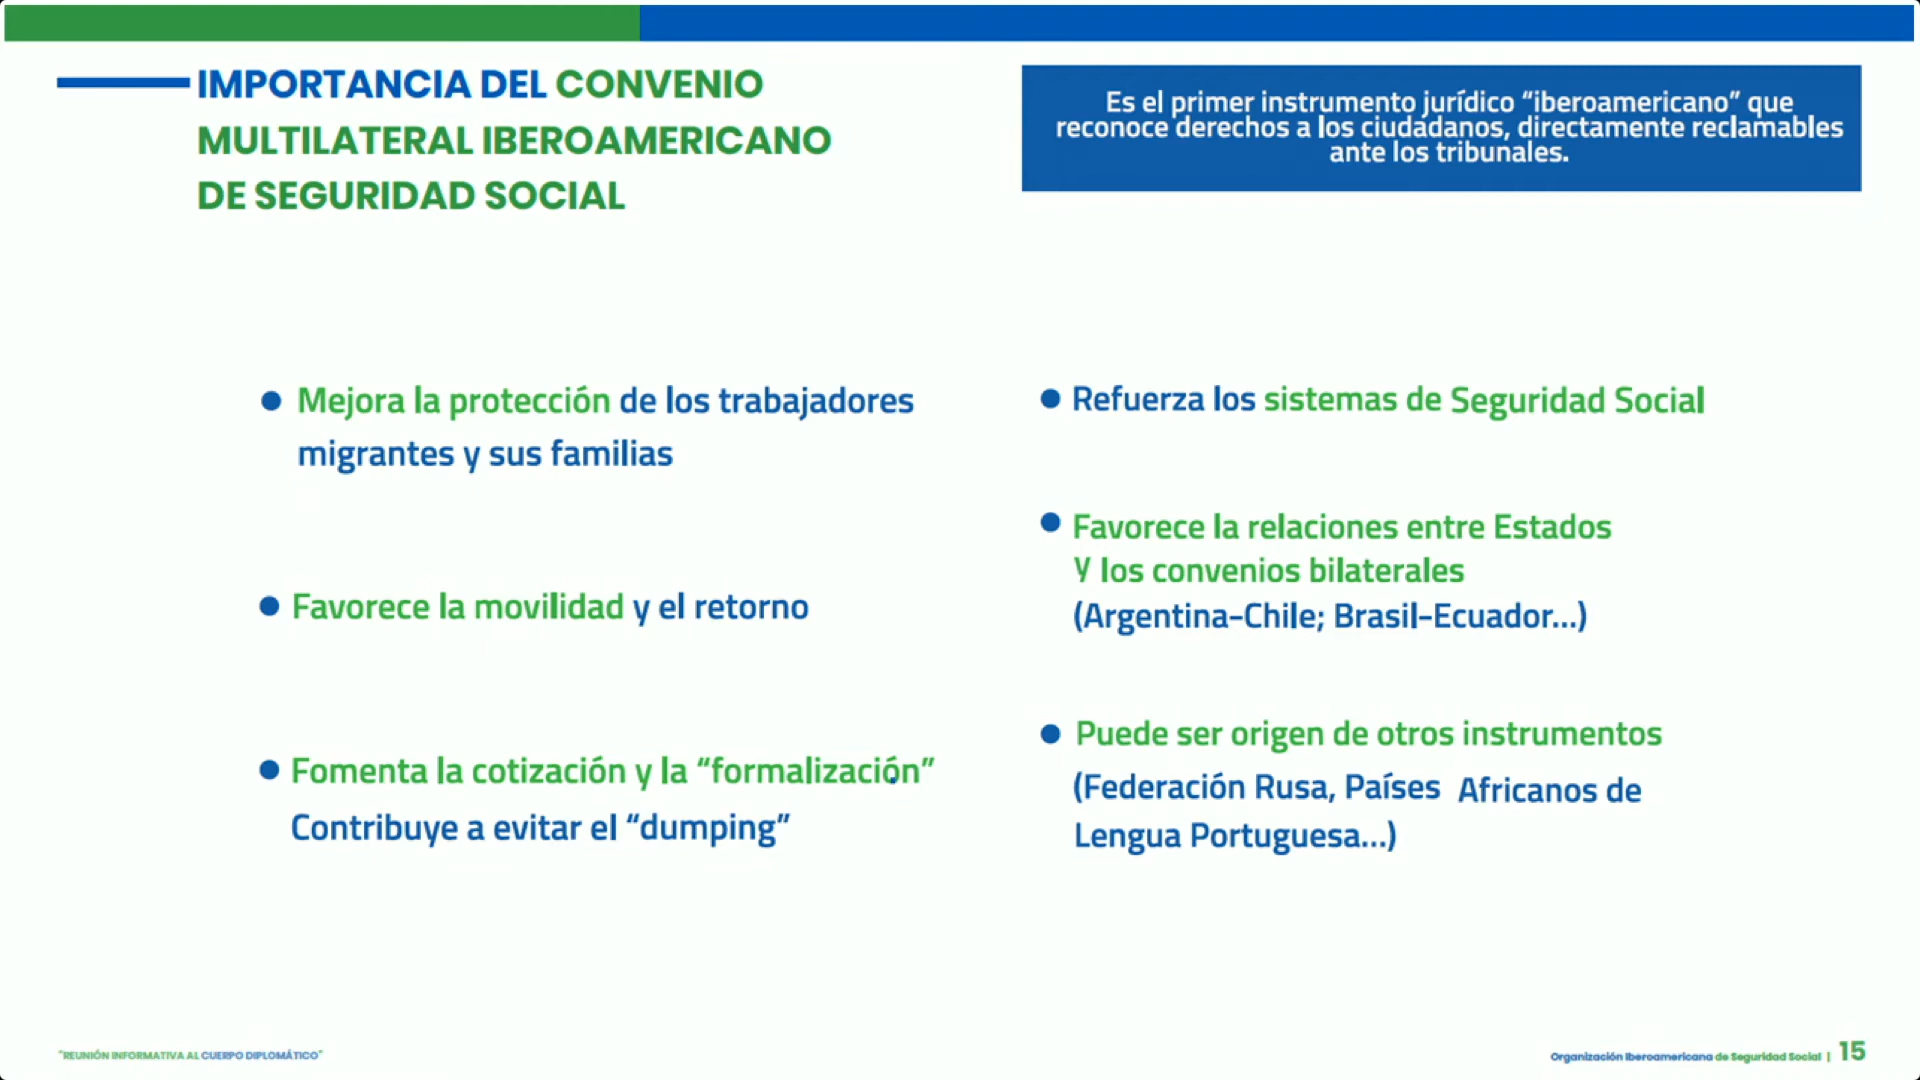 IMPORTANCIA DEL CONVENIO
MULTILATERAL IBEROAMERICANO
DE SEGURIDAD SOCIAL
Es el primer instrumento jurídico “iberoamericano” que
reconoce derechos a los ciudadanos, directamente reclamables
ante los tribunales.
Mejora la protección de los trabajadores
migrantes y sus familias
Favorece la movilidad y el retorno
Fomenta la cotización y la “formalización”
Contribuye a evitar el “dumping”
Refuerza los sistemas de Seguridad Social
Favorece la relaciones entre Estados
Y los convenios bilaterales
(Argentina-Chile; Brasil-Ecuador...)
Puede ser origen de otros instrumentos
(Federación Rusa, Países Africanos de
Lengua Portuguesa...)
"REUNIÓN INFORMATIVA AL CUERPO DIPLOMÁTICO"
Organización Iberoamericana de Seguridad Social | 15